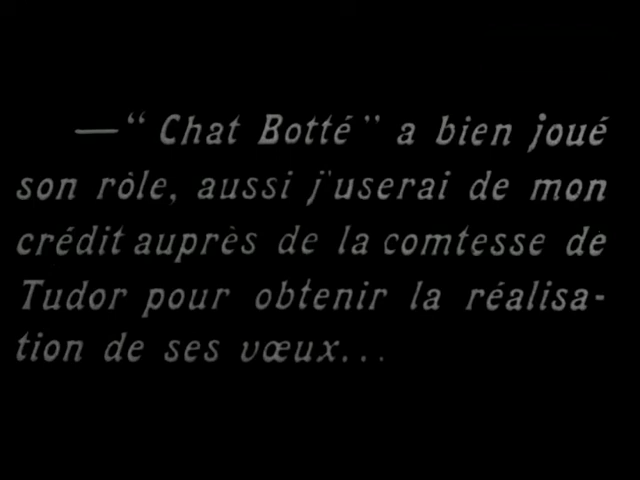 —“ Chat Botté ” a bien joué
son rôle, aussi j'userai de mon
crédit auprès de la comtesse de
Tudor pour obtenir la réalisa-
tion de ses vœux...